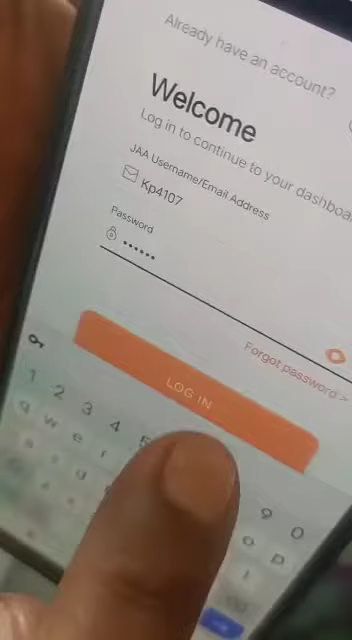 Already have an account?
Welcome
Log in to continue to your dashboa
JAA Username/Email Address
Kp4107
Password
••••••
Forgot password >
LOG IN
1 2 3 4 5 9 0
q w e r o p